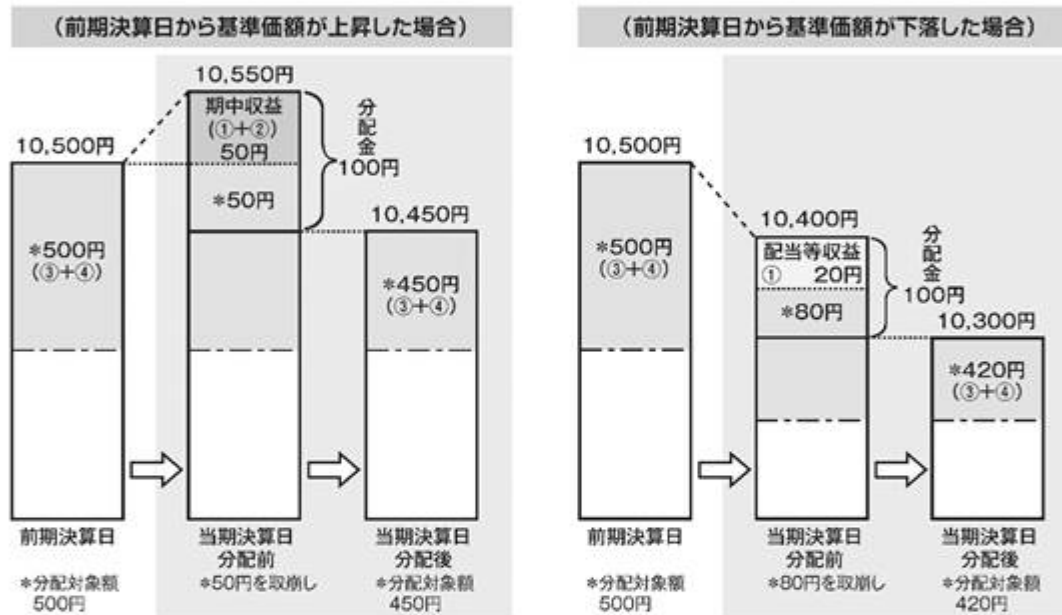 (前期決算日から基準価額が上昇した場合)
10,550円
期中収益
(①+②)
50円
*50円
分配金
100円
10,500円
*500円
(③+④)
10,450円
*450円
(③+④)
前期決算日
当期決算日
分配前
当期決算日
分配後
*分配対象額
500円
*50円を取崩し
*分配対象額
450円
(前期決算日から基準価額が下落した場合)
10,500円
*500円
(③+④)
10,400円
配当等収益
① 20円
*80円
分配金
100円
10,300円
*420円
(③+④)
前期決算日
当期決算日
分配前
当期決算日
分配後
*分配対象額
500円
*80円を取崩し
*分配対象額
420円